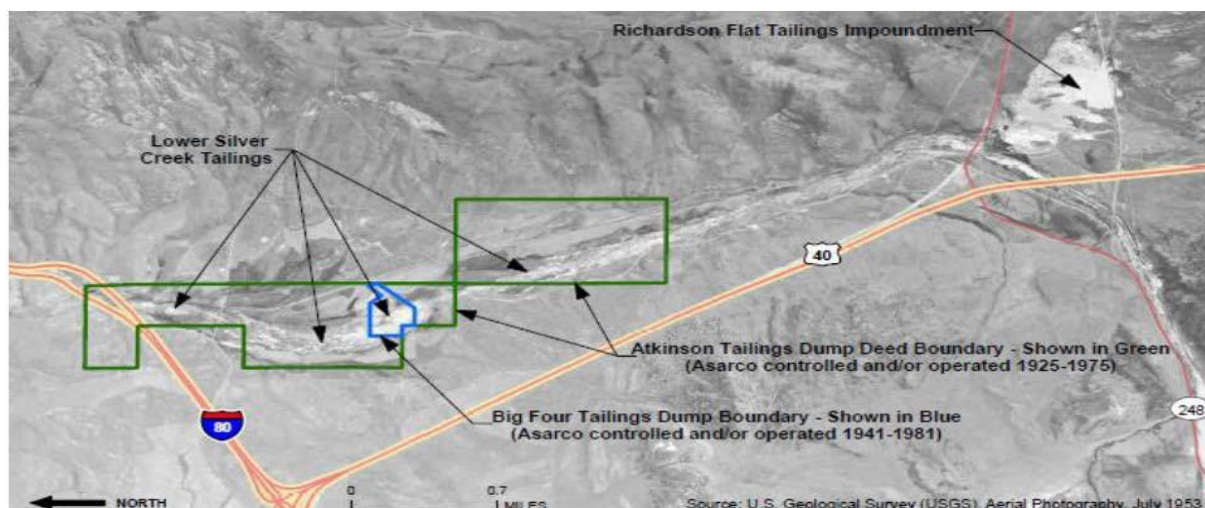 Richardson Flat Tailings Impoundment
Lower Silver
Creek Tailings
40
Atkinson Tailings Dump Deed Boundary - Shown in Green
(Asarco controlled and/or operated 1925-1975)
Big Four Tailings Dump Boundary - Shown in Blue
(Asarco controlled and/or operated 1941-1981)
248
80
NORTH
0 0.7
MILES
Source: U.S. Geological Survey (USGS) Aerial Photography, July 1953